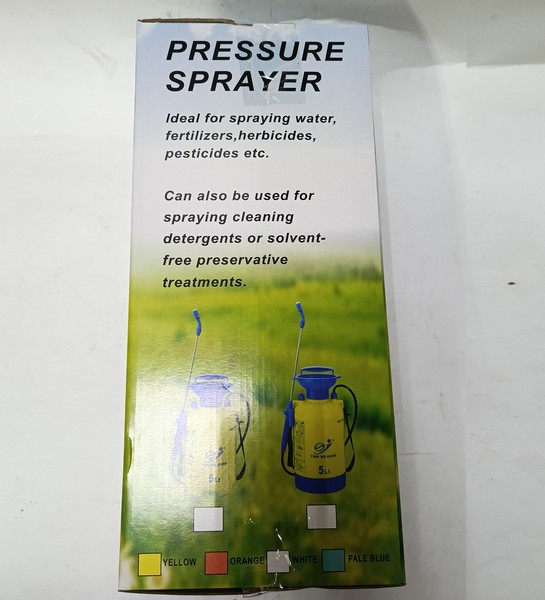 PRESSURE
SPRAYER
Ideal for spraying water,
fertilizers,herbicides,
pesticides etc.
Can also be used for
spraying cleaning
detergents or solvent-
free preservative
treatments.
5Lt
5Lt
YELLOW
ORANGE
WHITE
PALE BLUE